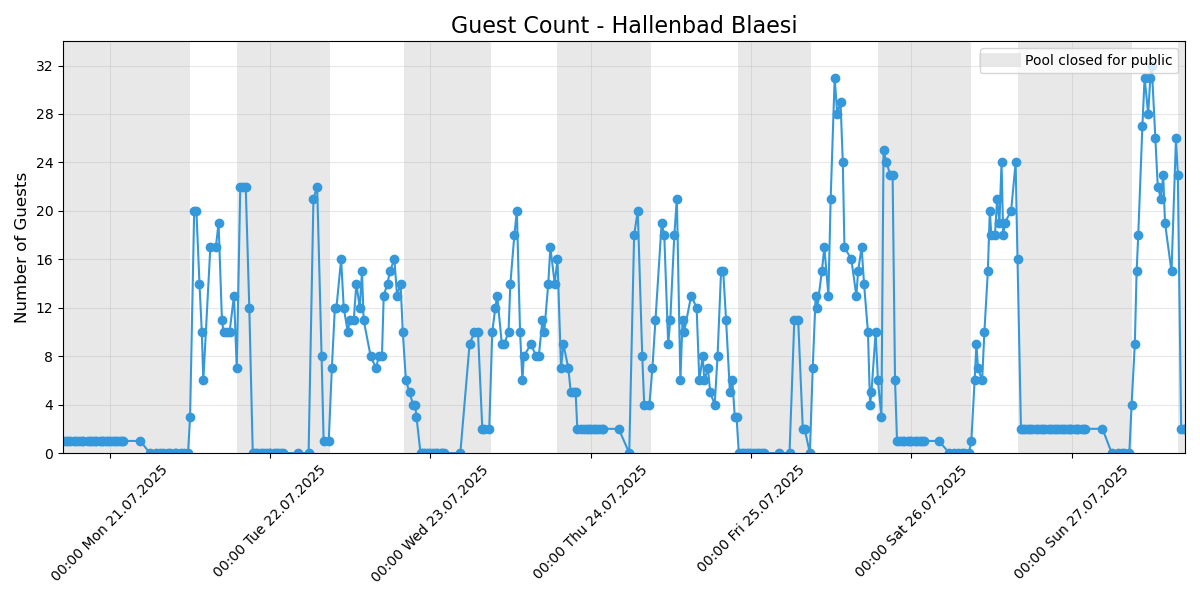 Guest Count - Hallenbad Blaesi
Pool closed for public
Number of Guests
32
28
24
20
16
12
8
4
0
00:00 Mon 21.07.2025
00:00 Tue 22.07.2025
00:00 Wed 23.07.2025
00:00 Thu 24.07.2025
00:00 Fri 25.07.2025
00:00 Sat 26.07.2025
00:00 Sun 27.07.2025